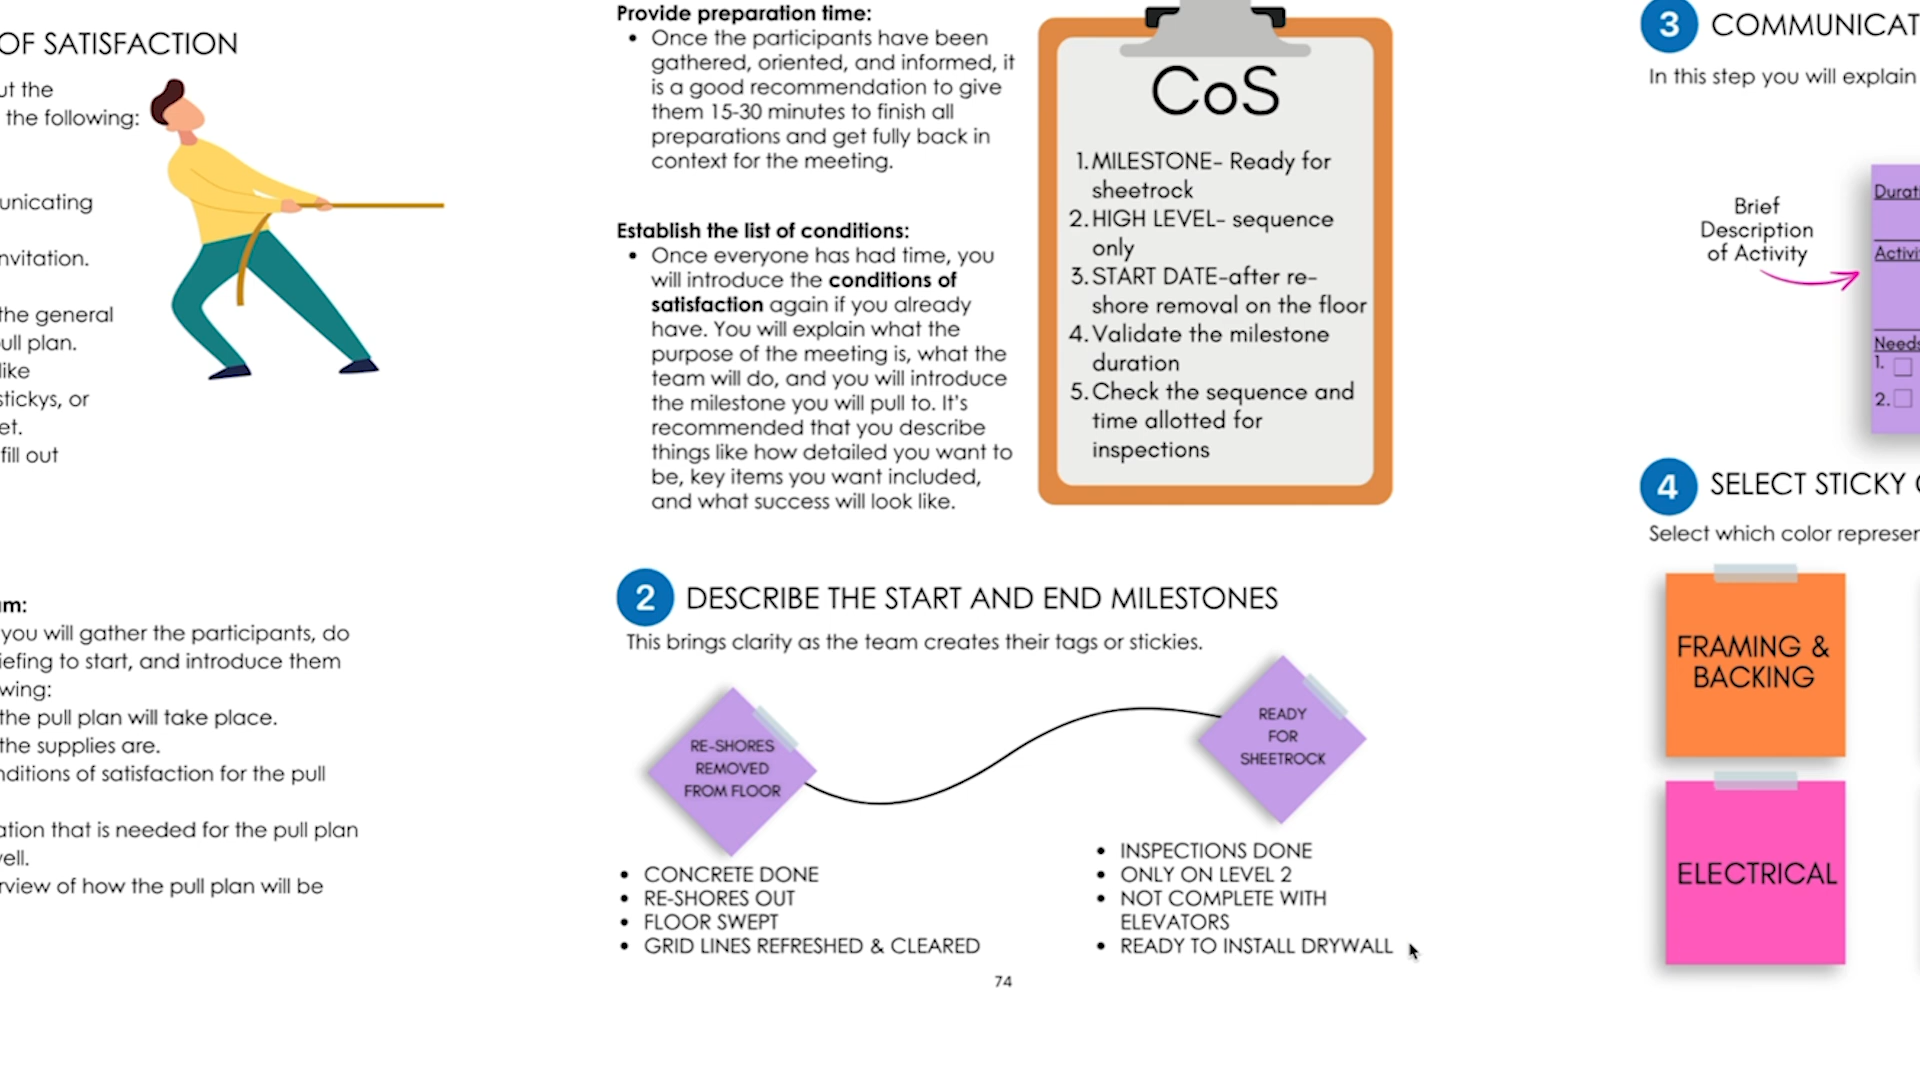 OF SATISFACTION
ut the
the following:
unicating
nvitation.
the general
ull plan.
like
stickys, or
et.
fill out
am:
you will gather the participants, do
iefing to start, and introduce them
wing:
the pull plan will take place.
the supplies are.
nditions of satisfaction for the pull
ation that is needed for the pull plan
vell.
rview of how the pull plan will be
Provide preparation time:
• Once the participants have been
gathered, oriented, and informed, it
is a good recommendation to give
them 15-30 minutes to finish all
preparations and get fully back in
context for the meeting.
Establish the list of conditions:
• Once everyone has had time, you
will introduce the conditions of
satisfaction again if you already
have. You will explain what the
purpose of the meeting is, what the
team will do, and you will introduce
the milestone you will pull to. It's
recommended that you describe
things like how detailed you want to
be, key items you want included,
and what success will look like.
CoS
1. MILESTONE- Ready for
sheetrock
2. HIGH LEVEL- sequence
only
3. START DATE-after re-
shore removal on the floor
4. Validate the milestone
duration
5. Check the sequence and
time allotted for
inspections
2 DESCRIBE THE START AND END MILESTONES
This brings clarity as the team creates their tags or stickies.
RE-SHORES
REMOVED
FROM FLOOR
READY
FOR
SHEETROCK
• CONCRETE DONE
• RE-SHORES OUT
• FLOOR SWEPT
• GRID LINES REFRESHED & CLEARED
• INSPECTIONS DONE
• ONLY ON LEVEL 2
• NOT COMPLETE WITH
ELEVATORS
• READY TO INSTALL DRYWALL
74
3 COMMUNICAT
In this step you will explain
Brief
Description
of Activity
Durati
Activi
Needs
1.
2.
4 SELECT STICKY
Select which color represer
FRAMING &
BACKING
ELECTRICAL